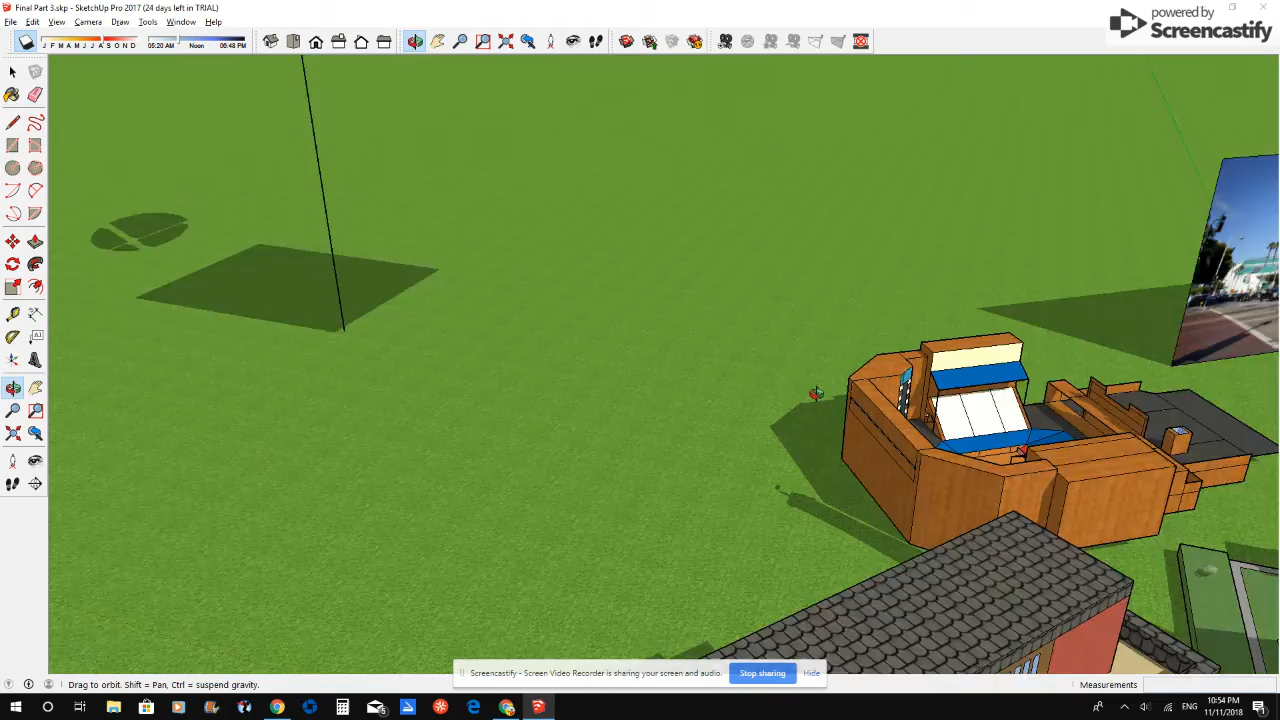 Final Part 3.skp - SketchUp Pro 2017 (24 days left in TRIAL)
powered by
Screencastify
File Edit View Camera Draw Tools Window Help
J F M A M J J A S O N D 05:20 AM Noon 06:48 PM
Screencastify - Screen Video Recorder is sharing your screen and audio. Stop sharing Hide
Drag to orbit. Shift = Pan, Ctrl = suspend gravity. Measurements
ENG 10:54 PM
11/11/2018